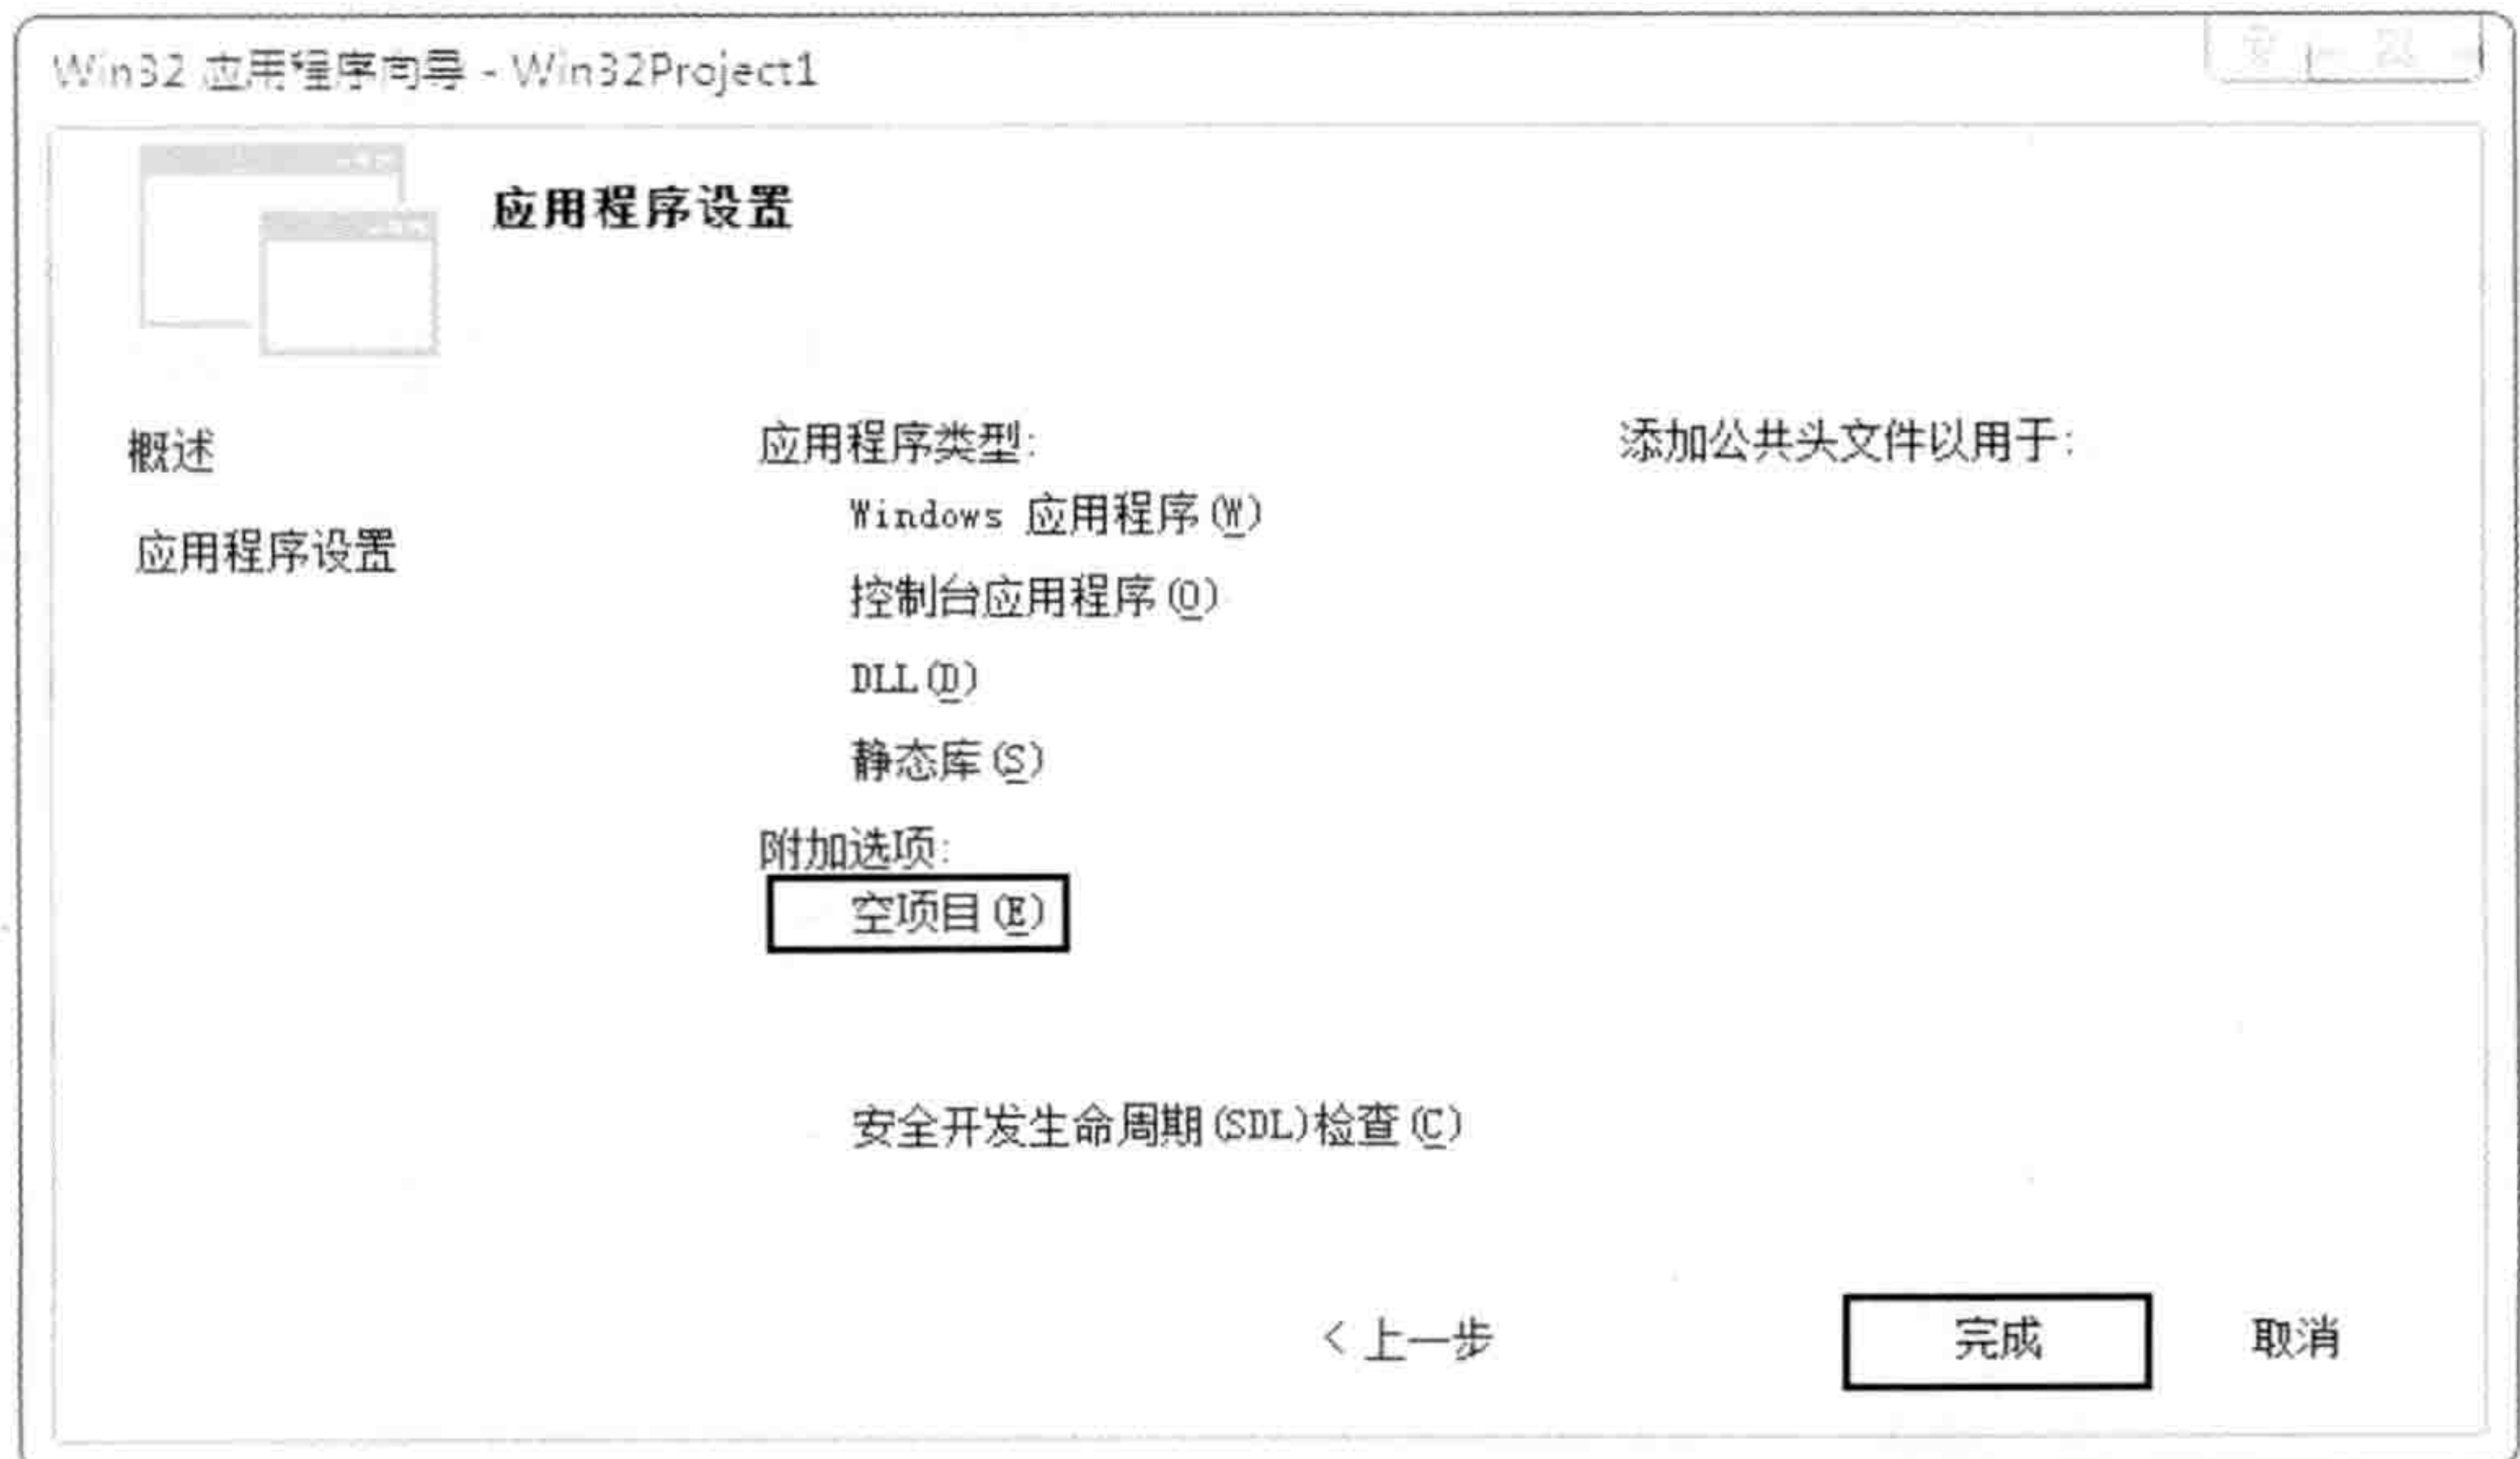 Win32 应用程序向导 - Win32Project1
应用程序设置
概述
应用程序设置
应用程序类型:
Windows 应用程序(W)
控制台应用程序(O)
DLL(D)
静态库(S)
附加选项:
空项目(E)
安全开发生命周期(SDL)检查(C)
添加公共头文件以用于:
< 上一步
完成
取消